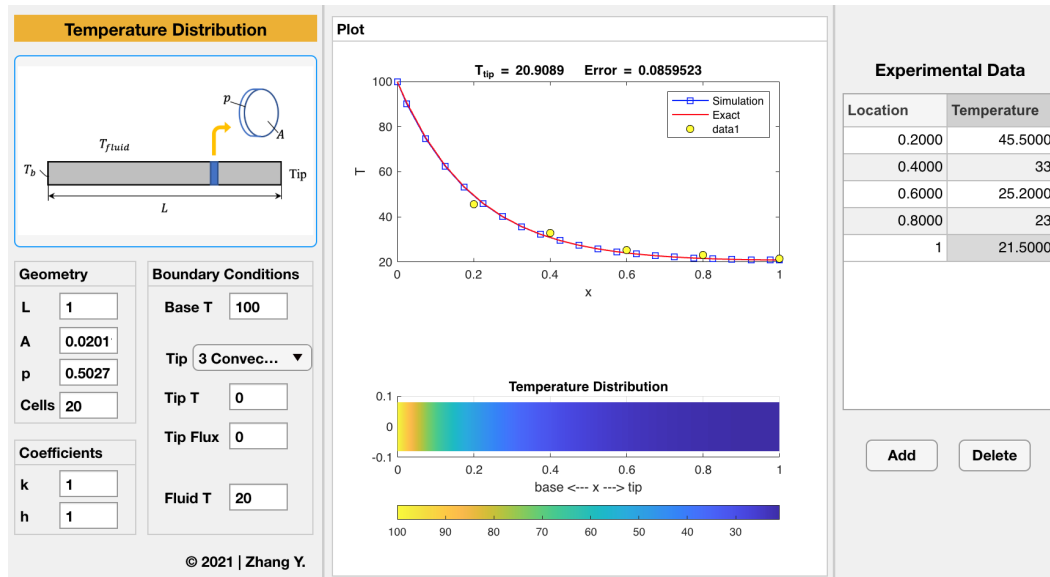 Temperature Distribution
p
A
T_fluid
T_b
Tip
L
Geometry
L 1
A 0.0201
p 0.5027
Cells 20
Coefficients
k 1
h 1
Boundary Conditions
Base T 100
Tip 3 Convec... ▼
Tip T 0
Tip Flux 0
Fluid T 20
© 2021 | Zhang Y.
Plot
T_tip = 20.9089 Error = 0.0859523
Simulation
Exact
data1
100
80
60
40
20
T
0 0.2 0.4 0.6 0.8 1
x
Temperature Distribution
0.1
0
-0.1
0 0.2 0.4 0.6 0.8 1
base <--- x ---> tip
100 90 80 70 60 50 40 30
Experimental Data
Location Temperature
0.2000 45.5000
0.4000 33
0.6000 25.2000
0.8000 23
1 21.5000
Add Delete